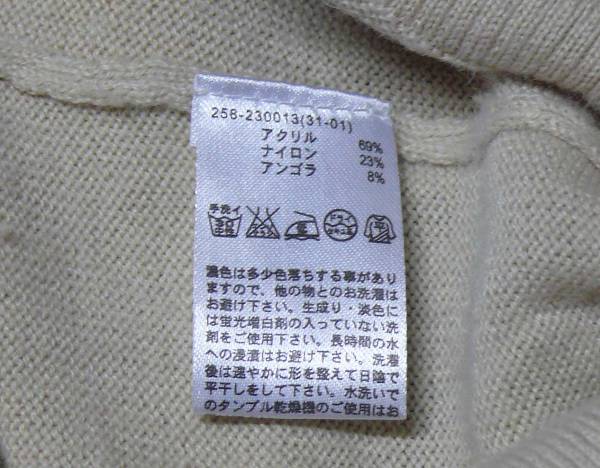 256-230013(31-01)
アクリル 69%
ナイロン 23%
アンゴラ 8%
手洗イ
ドライ
セキユ系
濃色は多少色落ちする事があり
ますので、他の物とのお洗濯は
お避け下さい。生成り・淡色に
は蛍光増白剤の入っていない洗
剤をご使用下さい。長時間の水
への浸漬はお避け下さい。洗濯
後は速やかに形を整えて日陰で
平干しをして下さい。水洗いで
のタンブル乾燥機のご使用はお